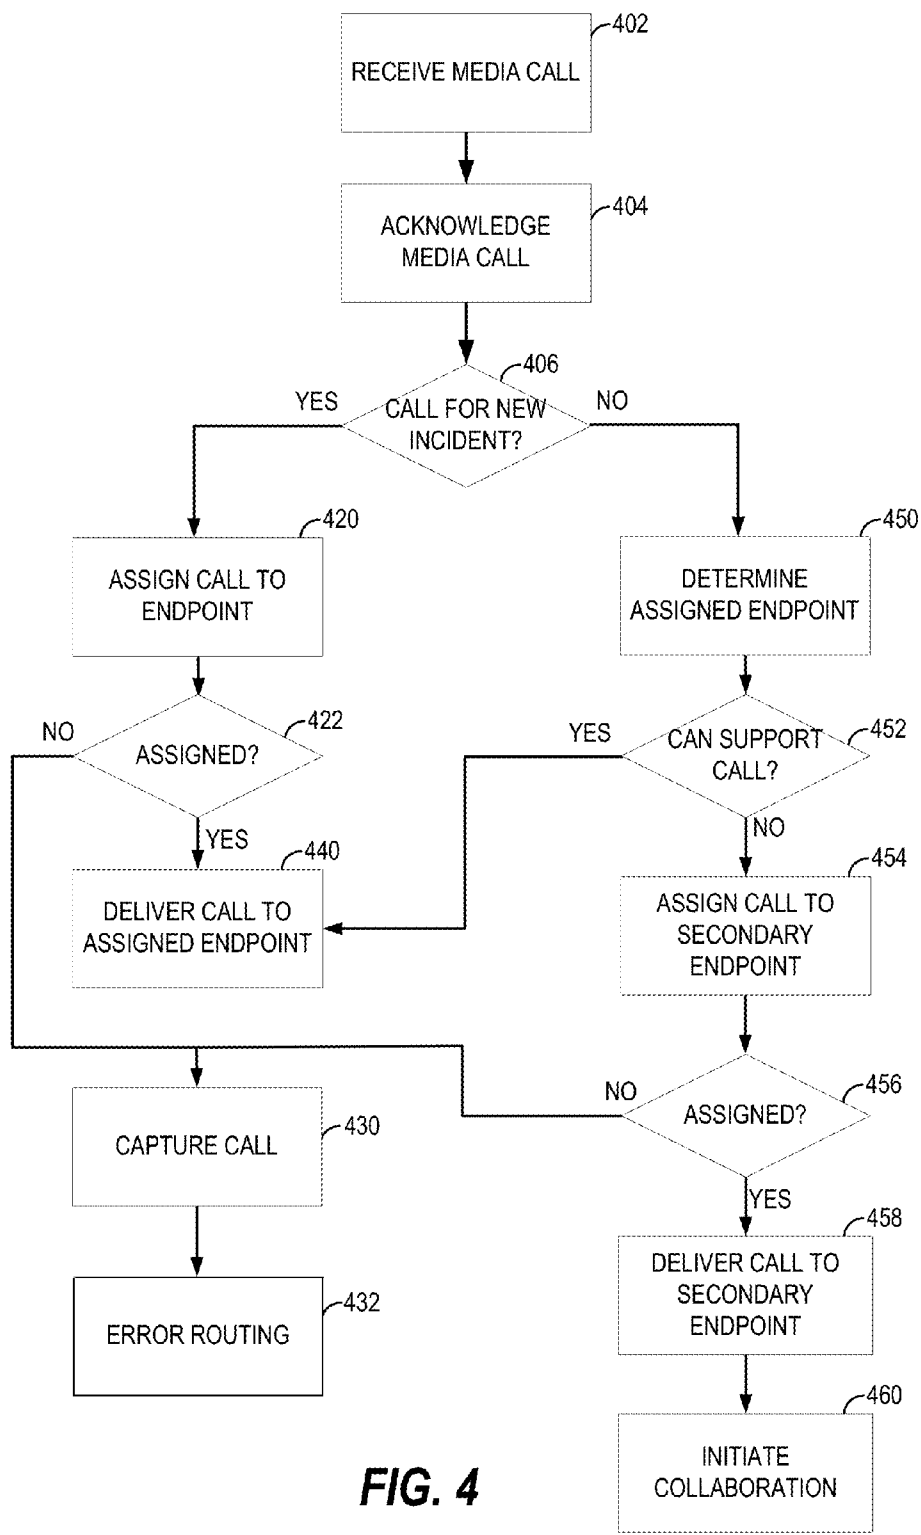 402
RECEIVE MEDIA CALL
404
ACKNOWLEDGE
MEDIA CALL
406
YES
CALL FOR NEW
INCIDENT?
NO
420
ASSIGN CALL TO
ENDPOINT
450
DETERMINE
ASSIGNED ENDPOINT
NO
422
ASSIGNED?
YES
YES
452
CAN SUPPORT
CALL?
NO
440
DELIVER CALL TO
ASSIGNED ENDPOINT
454
ASSIGN CALL TO
SECONDARY
ENDPOINT
NO
456
ASSIGNED?
YES
430
CAPTURE CALL
458
DELIVER CALL TO
SECONDARY
ENDPOINT
432
ERROR ROUTING
460
INITIATE
COLLABORATION
FIG. 4